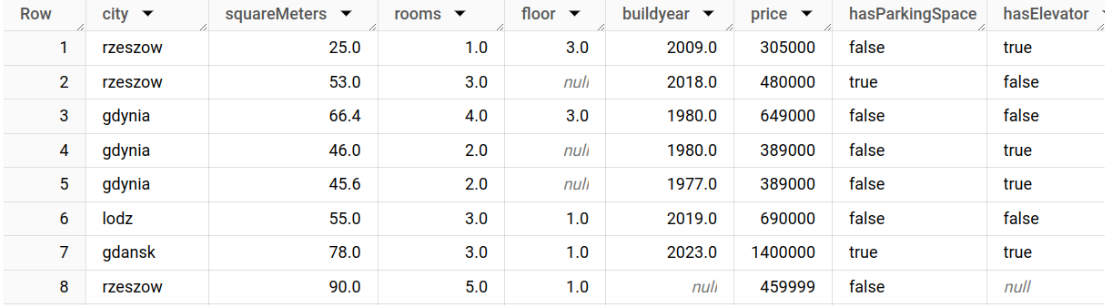 Row city squareMeters rooms floor buildyear price hasParkingSpace hasElevator
1 rzeszow 25.0 1.0 3.0 2009.0 305000 false true
2 rzeszow 53.0 3.0 null 2018.0 480000 true false
3 gdynia 66.4 4.0 3.0 1980.0 649000 false false
4 gdynia 46.0 2.0 null 1980.0 389000 false true
5 gdynia 45.6 2.0 null 1977.0 389000 false true
6 lodz 55.0 3.0 1.0 2019.0 690000 false false
7 gdansk 78.0 3.0 1.0 2023.0 1400000 true true
8 rzeszow 90.0 5.0 1.0 null 459999 false null